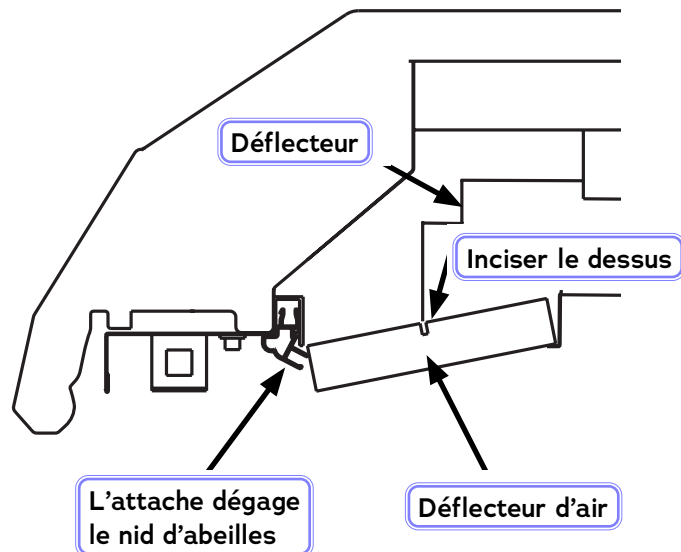 Déflecteur
Inciser le dessus
L'attache dégage
le nid d'abeilles
Déflecteur d'air